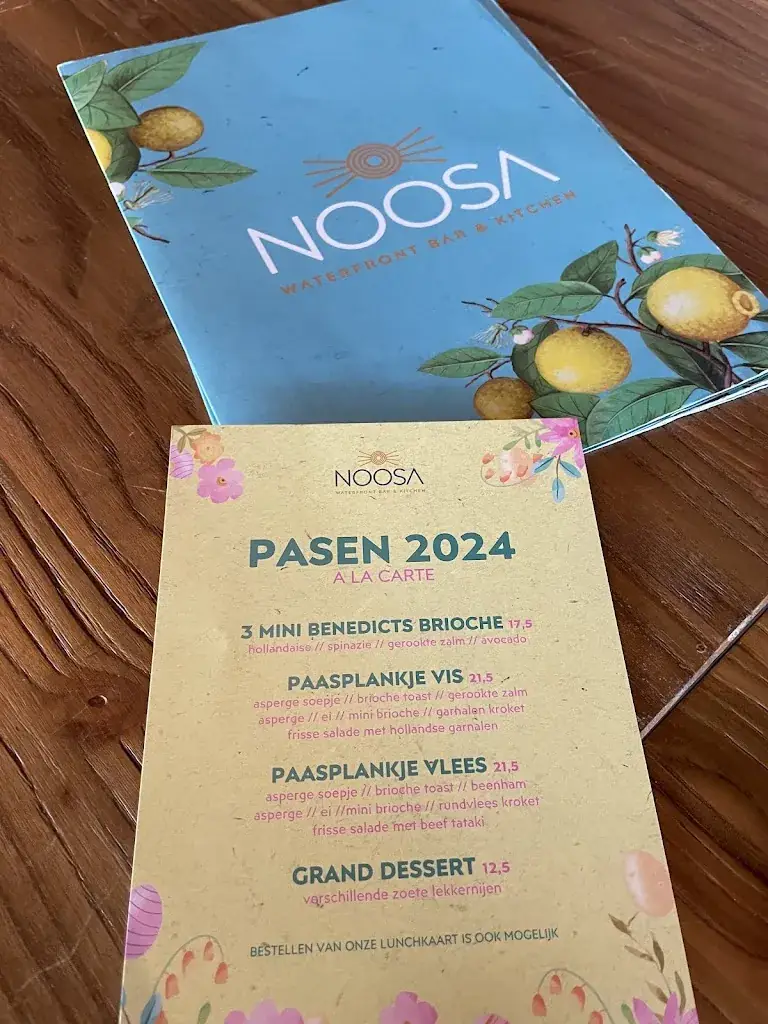 NOOSA
WATERFRONT BAR & KITCHEN
NOOSA
WATERFRONT BAR & KITCHEN
PASEN 2024
A LA CARTE
3 MINI BENEDICTS BRIOCHE 17,5
hollandaise // spinazie // gerookte zalm // avocado
PAASPLANKJE VIS 21,5
asperge soepje // brioche toast // gerookte zalm
asperge // ei // mini brioche // garnalen kroket
frisse salade met hollandse garnalen
PAASPLANKJE VLEES 21,5
asperge soepje // brioche toast // beenham
asperge // ei //mini brioche // rundvlees kroket
frisse salade met beef tataki
GRAND DESSERT 12,5
verschillende zoete lekkernijen
BESTELLEN VAN ONZE LUNCHKAART IS OOK MOGELIJK